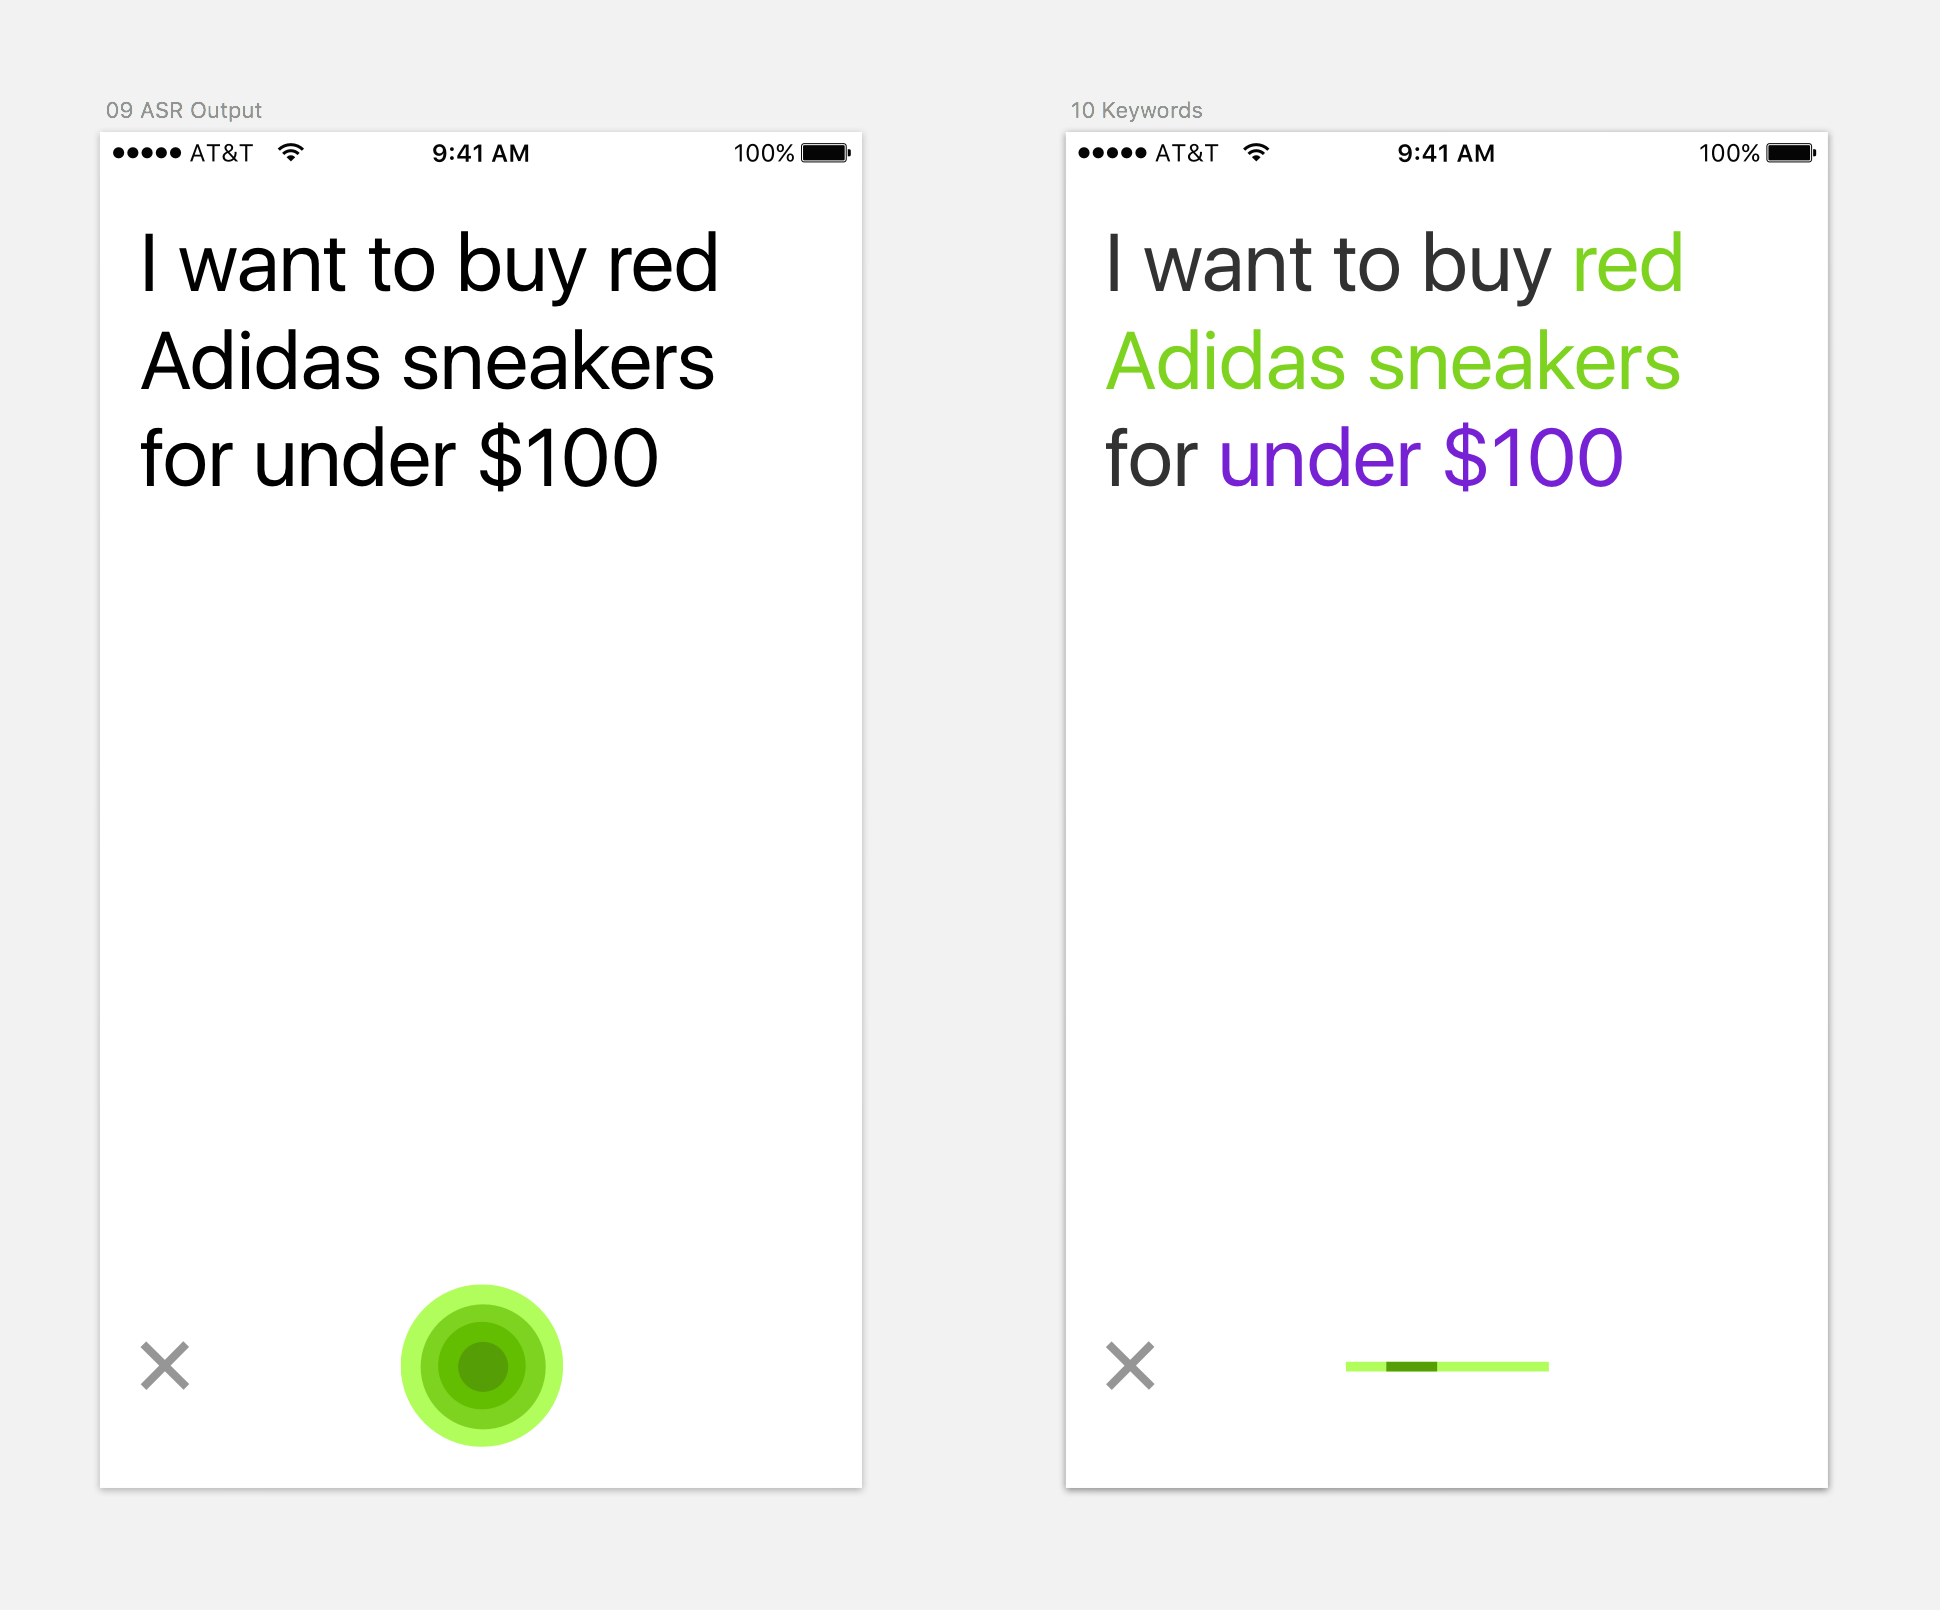 09 ASR Output
AT&T 9:41 AM 100%
I want to buy red
Adidas sneakers
for under $100
10 Keywords
AT&T 9:41 AM 100%
I want to buy red
Adidas sneakers
for under $100